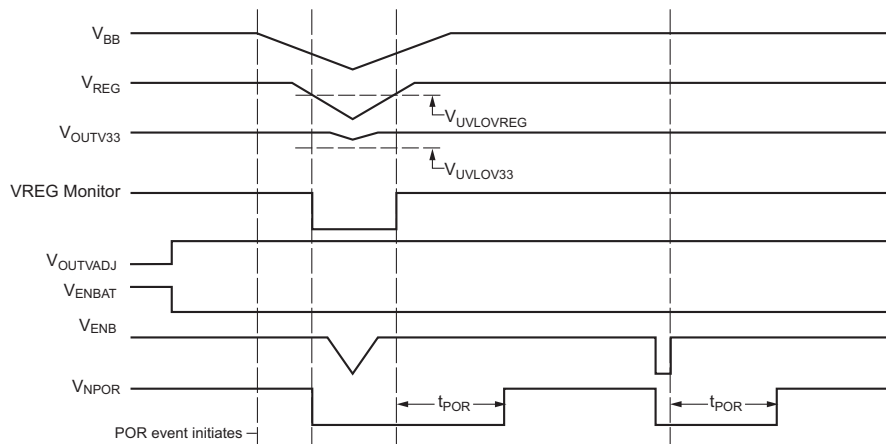 VBB
VREG
VUVLOVREG
VOUTV33
VUVLOV33
VREG Monitor
VOUTVADJ
VENBAT
VENB
VNPOR
tPOR
tPOR
POR event initiates